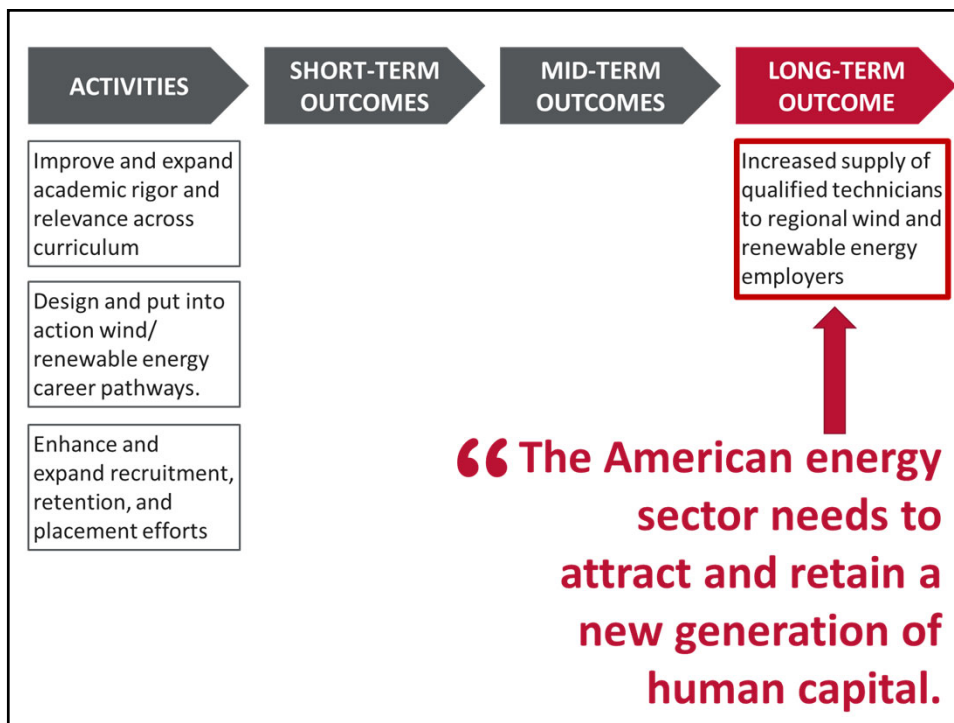 ACTIVITIES
SHORT-TERM
OUTCOMES
MID-TERM
OUTCOMES
LONG-TERM
OUTCOME
Improve and expand
academic rigor and
relevance across
curriculum
Design and put into
action wind/
renewable energy
career pathways.
Enhance and
expand recruitment,
retention, and
placement efforts
Increased supply of
qualified technicians
to regional wind and
renewable energy
employers
“The American energy
sector needs to
attract and retain a
new generation of
human capital.